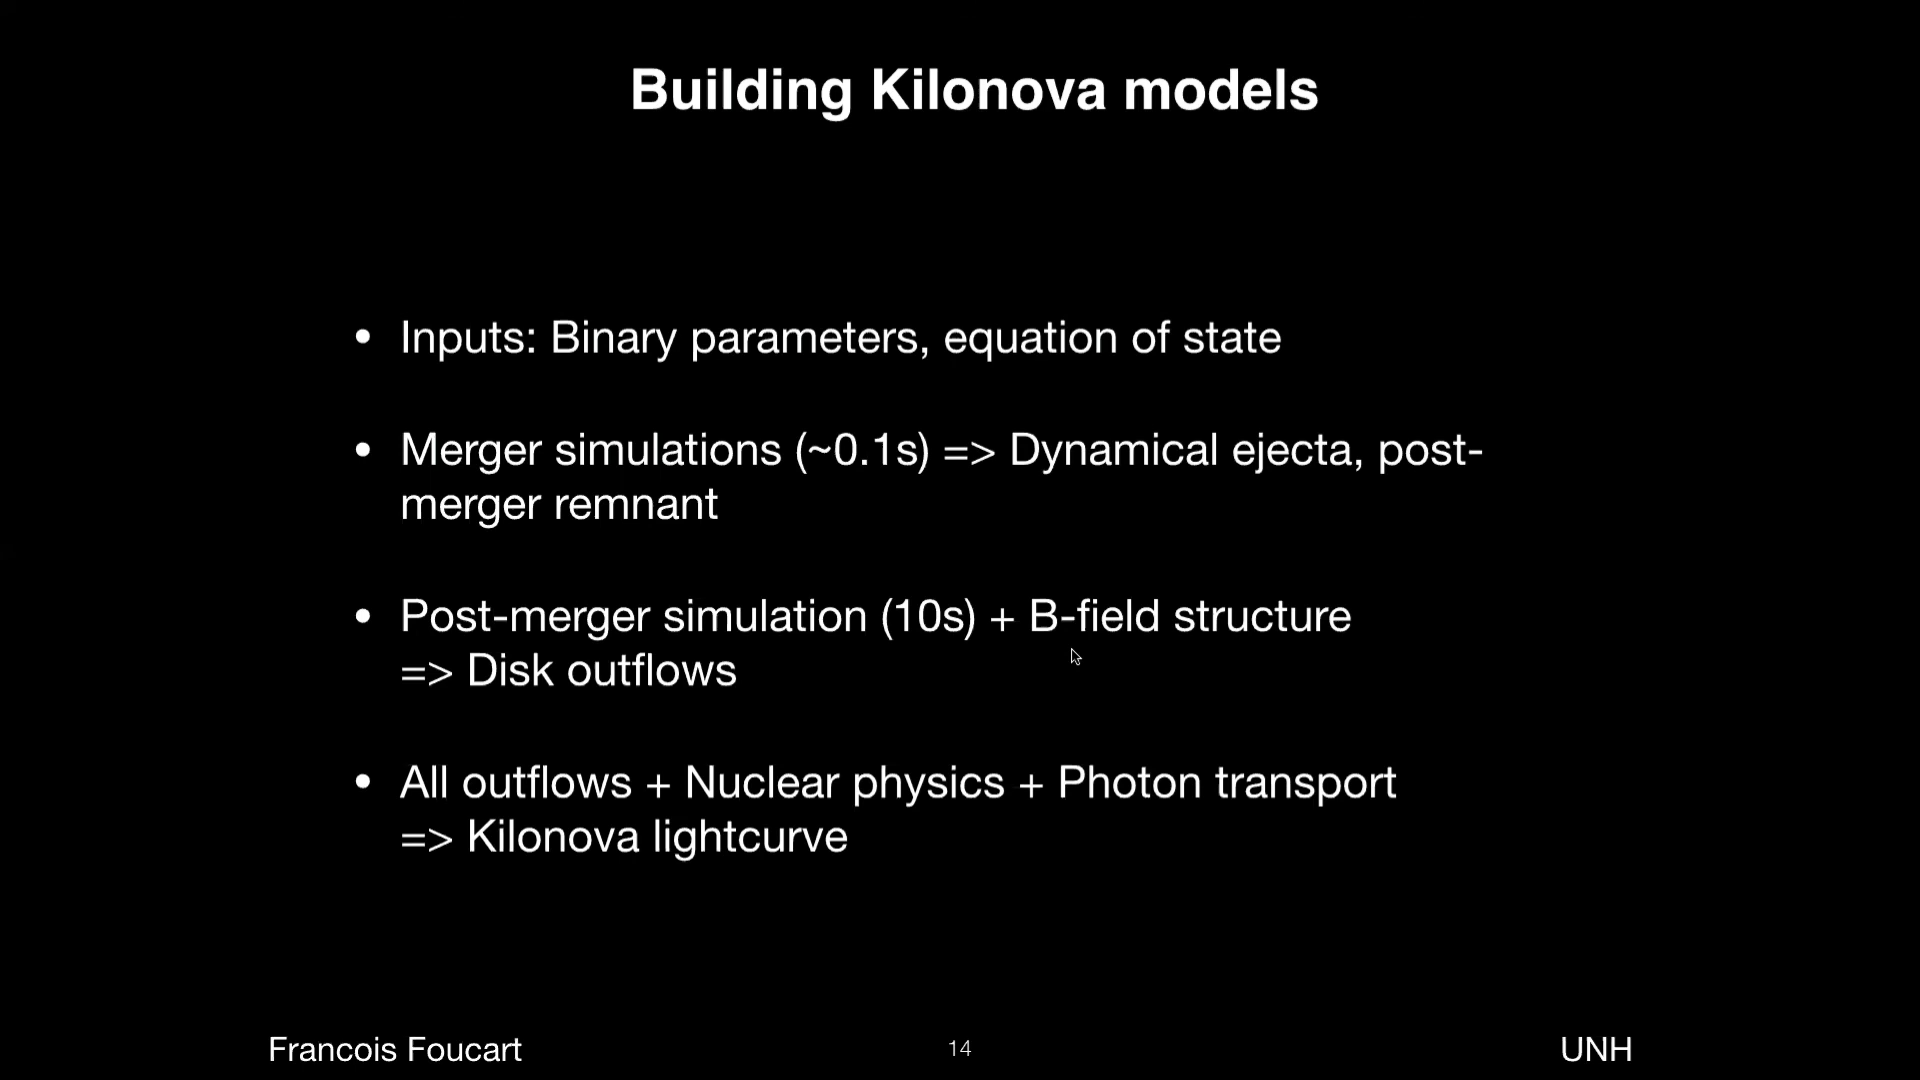 Building Kilonova models
• Inputs: Binary parameters, equation of state
• Merger simulations (~0.1s) => Dynamical ejecta, post-
merger remnant
• Post-merger simulation (10s) + B-field structure
=> Disk outflows
• All outflows + Nuclear physics + Photon transport
=> Kilonova lightcurve
Francois Foucart 14 UNH